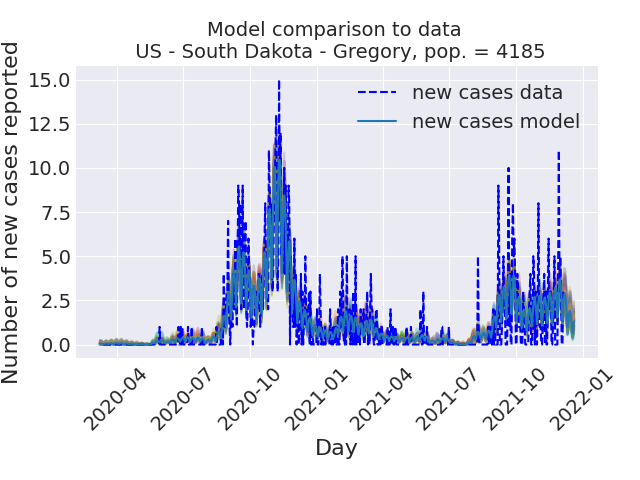 Model comparison to data
US - South Dakota - Gregory, pop. = 4185
Number of new cases reported
15.0
12.5
10.0
7.5
5.0
2.5
0.0
new cases data
new cases model
2020-04
2020-07
2020-10
2021-01
2021-04
2021-07
2021-10
2022-01
Day